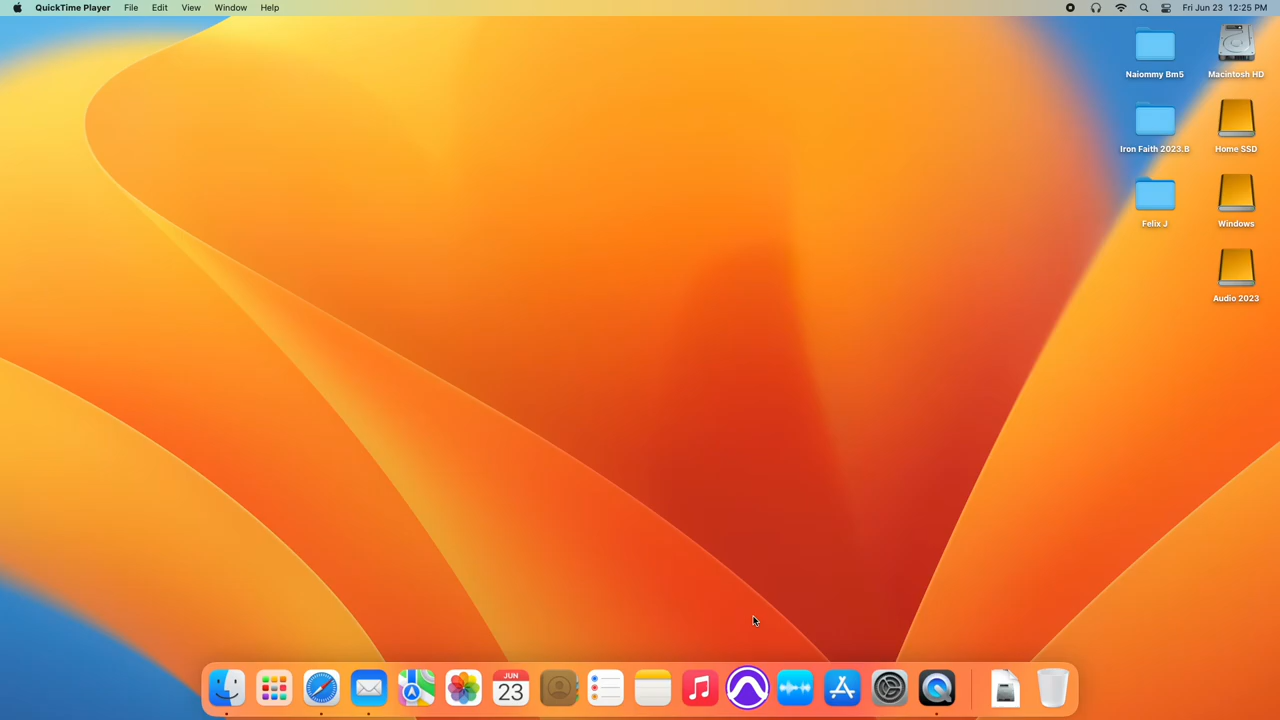 QuickTime Player File Edit View Window Help Fri Jun 23 12:25 PM
Naiommy Bm5 Macintosh HD
Iron Faith 2023.B Home SSD
Felix J Windows
Audio 2023
JUN
23